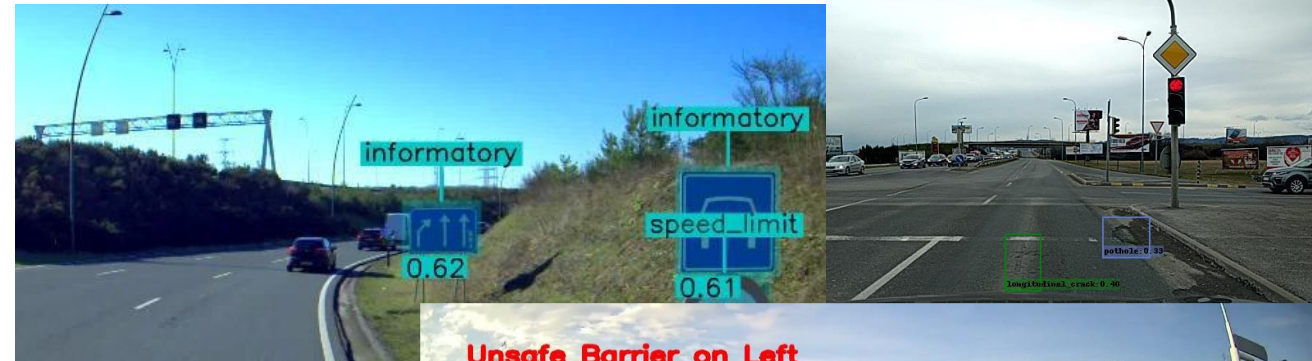 informatory
0.62
informatory
speed_limit
0.61
longitudinal_crack:0.40
pothole:0.33
Unsafe Barrier on Left